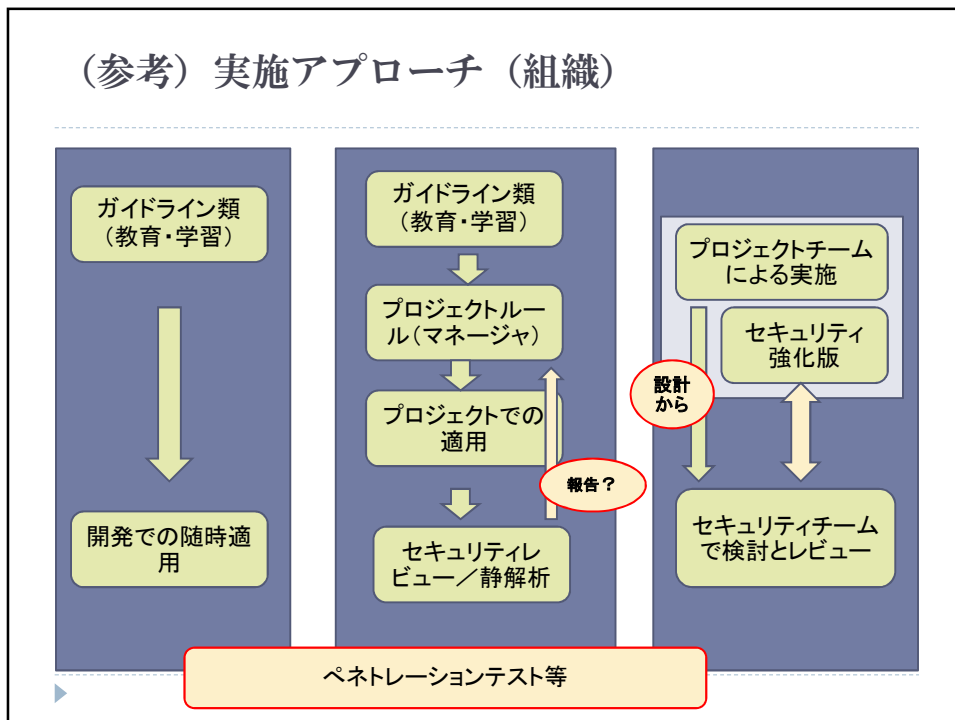 （参考）実施アプローチ（組織）
ガイドライン類
（教育・学習）
開発での随時適
用
ガイドライン類
（教育・学習）
プロジェクトルー
ル（マネージャ）
プロジェクトでの
適用
報告？
セキュリティレ
ビュー／静解析
プロジェクトチーム
による実施
セキュリティ
強化版
設計
から
セキュリティチーム
で検討とレビュー
ペネトレーションテスト等